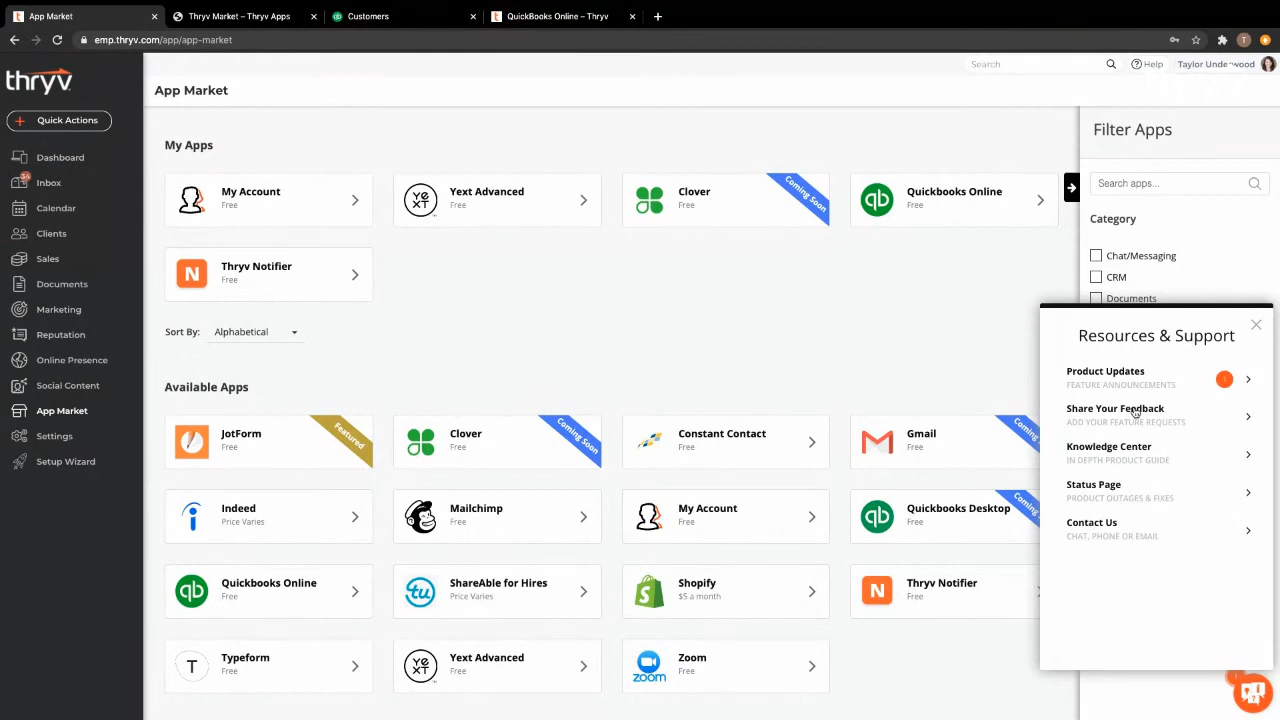 App Market
Thryv Market – Thryv Apps
Customers
QuickBooks Online – Thryv
emp.thryv.com/app/app-market
thryv
Search
Help
Taylor Underwood
Quick Actions
App Market
Dashboard
34
Inbox
Calendar
Clients
Sales
Documents
Marketing
Reputation
Online Presence
Social Content
App Market
Settings
Setup Wizard
My Apps
My Account
Free
Yext Advanced
Free
Clover
Free
Coming Soon
Quickbooks Online
Free
N
Thryv Notifier
Free
Sort By: Alphabetical
Available Apps
JotForm
Free
Featured
Clover
Free
Coming Soon
Constant Contact
Free
Gmail
Free
Indeed
Price Varies
Mailchimp
Free
My Account
Free
Quickbooks Desktop
Free
Quickbooks Online
Free
ShareAble for Hires
Price Varies
Shopify
$5 a month
N
Thryv Notifier
Free
T
Typeform
Free
Yext Advanced
Free
zoom
Zoom
Free
Filter Apps
Search apps...
Category
Chat/Messaging
CRM
Documents
Resources & Support
Product Updates
FEATURE ANNOUNCEMENTS
1
Share Your Feedback
ADD YOUR FEATURE REQUESTS
Knowledge Center
IN DEPTH PRODUCT GUIDE
Status Page
PRODUCT OUTAGES & FIXES
Contact Us
CHAT, PHONE OR EMAIL